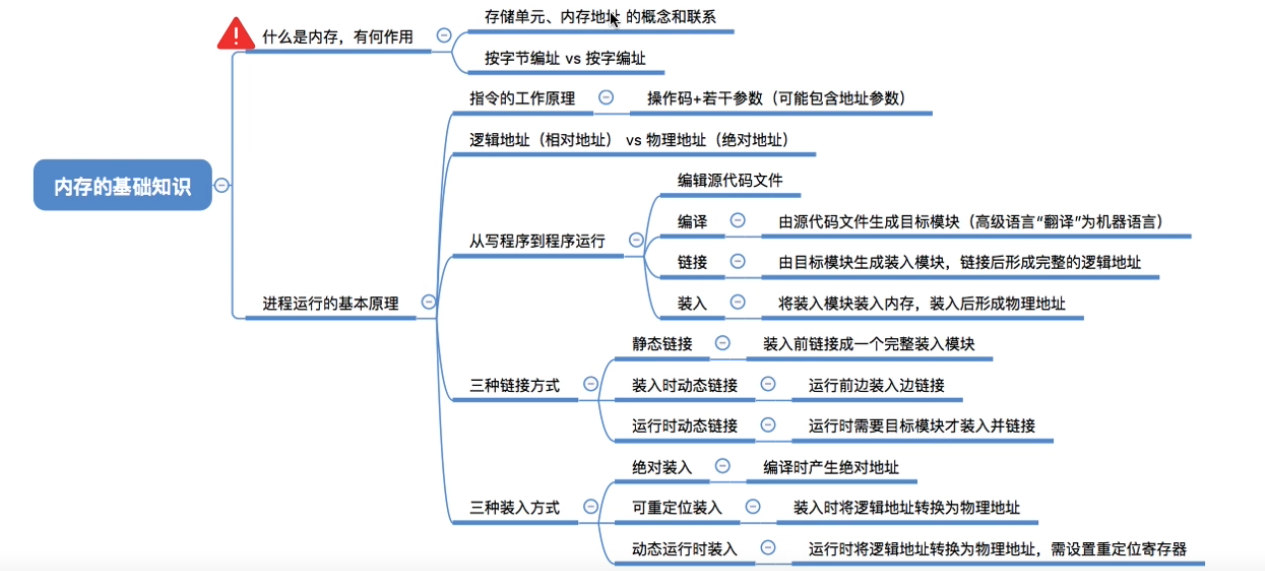 内存的基础知识
什么是内存，有何作用
存储单元、内存地址 的概念和联系
按字节编址 vs 按字编址
进程运行的基本原理
指令的工作原理
操作码+若干参数（可能包含地址参数）
逻辑地址（相对地址） vs 物理地址（绝对地址）
从写程序到程序运行
编辑源代码文件
编译
由源代码文件生成目标模块（高级语言“翻译”为机器语言）
链接
由目标模块生成装入模块，链接后形成完整的逻辑地址
装入
将装入模块装入内存，装入后形成物理地址
三种链接方式
静态链接
装入前链接成一个完整装入模块
装入时动态链接
运行前边装入边链接
运行时动态链接
运行时需要目标模块才装入并链接
三种装入方式
绝对装入
编译时产生绝对地址
可重定位装入
装入时将逻辑地址转换为物理地址
动态运行时装入
运行时将逻辑地址转换为物理地址，需设置重定位寄存器